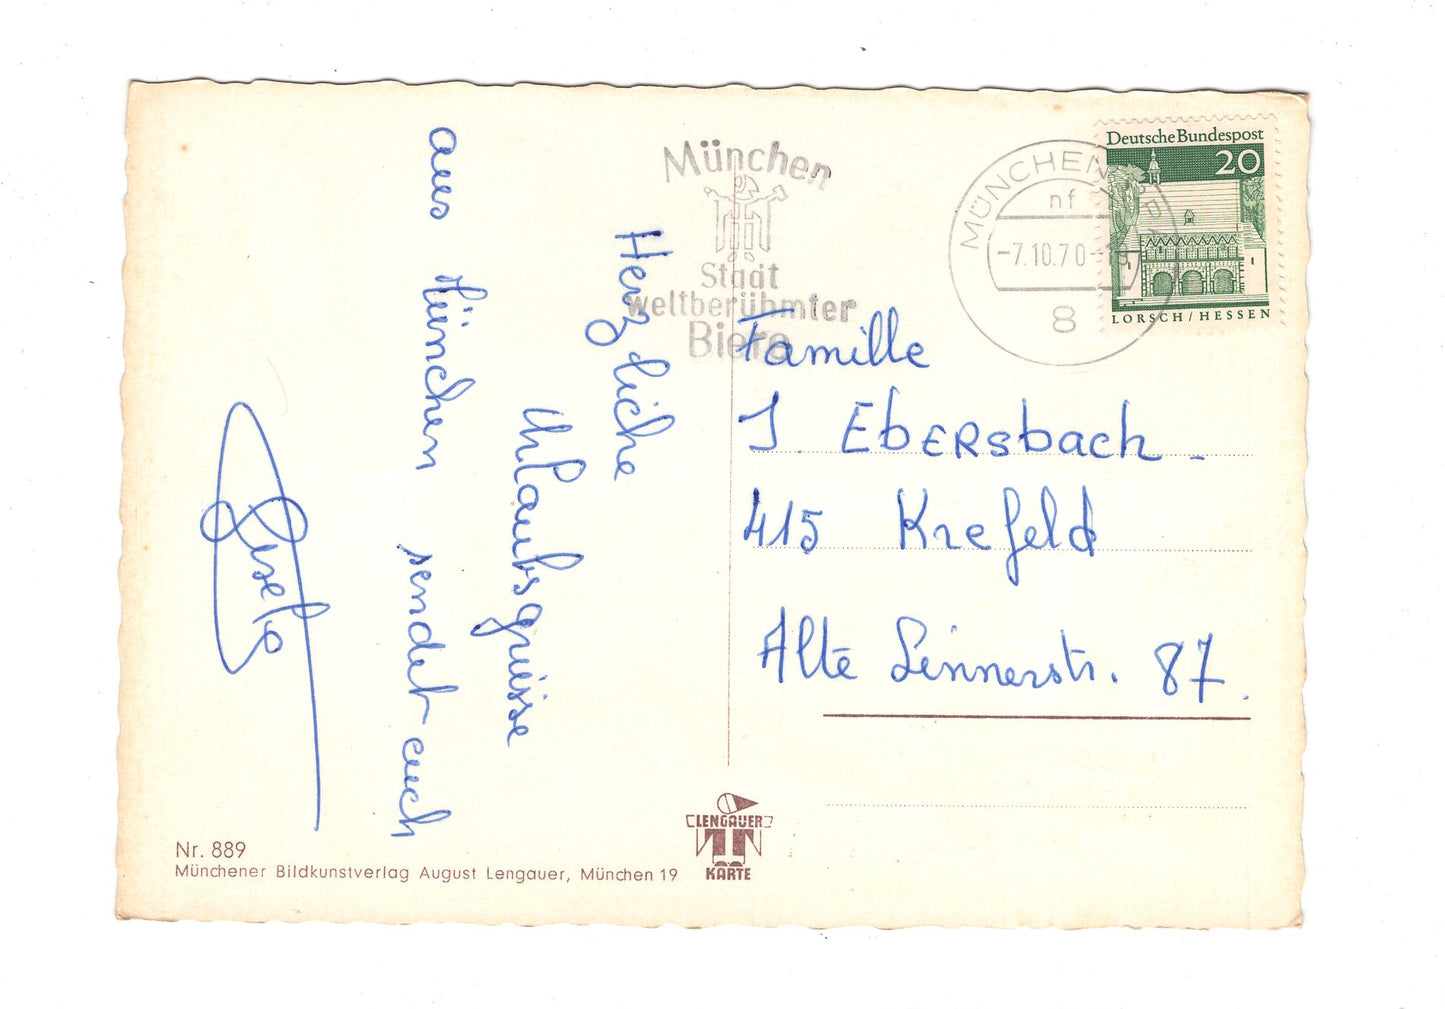 Herzliche
Uhlaubsgrüsse
aus München sendet euch
Gisela
Nr. 889
Münchener Bildkunstverlag August Lengauer, München 19
LENGAUER
KARTE
München
Stadt
weltberühmter
Biere
MÜNCHEN
nf
-7.10.70-18
8
Deutsche Bundespost
20
LORSCH / HESSEN
Familie
J Ebersbach -
415 Krefeld
Alte Linnerstr. 87.